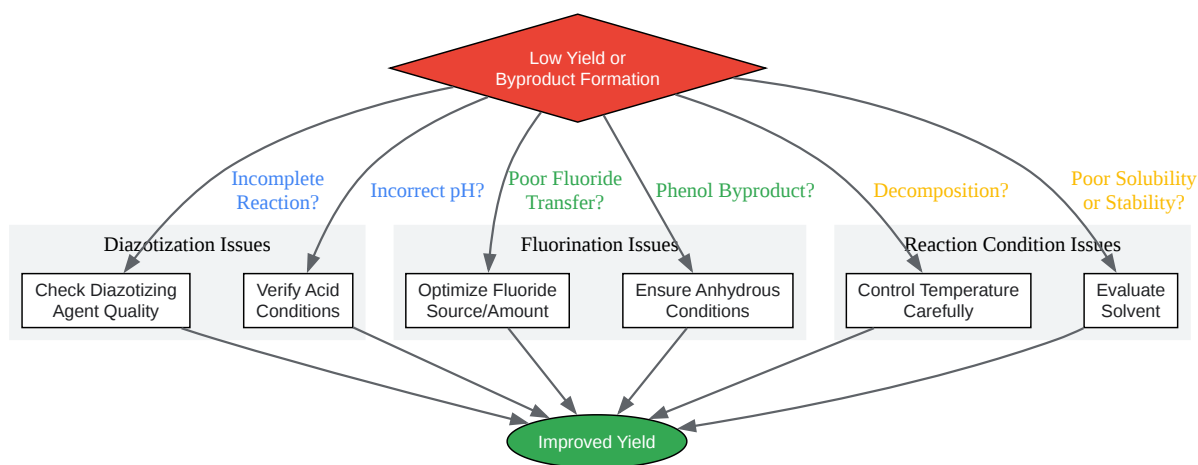 Low Yield or
Byproduct Formation
Incomplete
Reaction?
Incorrect pH?
Poor Fluoride
Transfer?
Phenol Byproduct?
Decomposition?
Poor Solubility
or Stability?
Diazotization Issues
Fluorination Issues
Reaction Condition Issues
Check Diazotizing
Agent Quality
Verify Acid
Conditions
Optimize Fluoride
Source/Amount
Ensure Anhydrous
Conditions
Control Temperature
Carefully
Evaluate
Solvent
Improved Yield